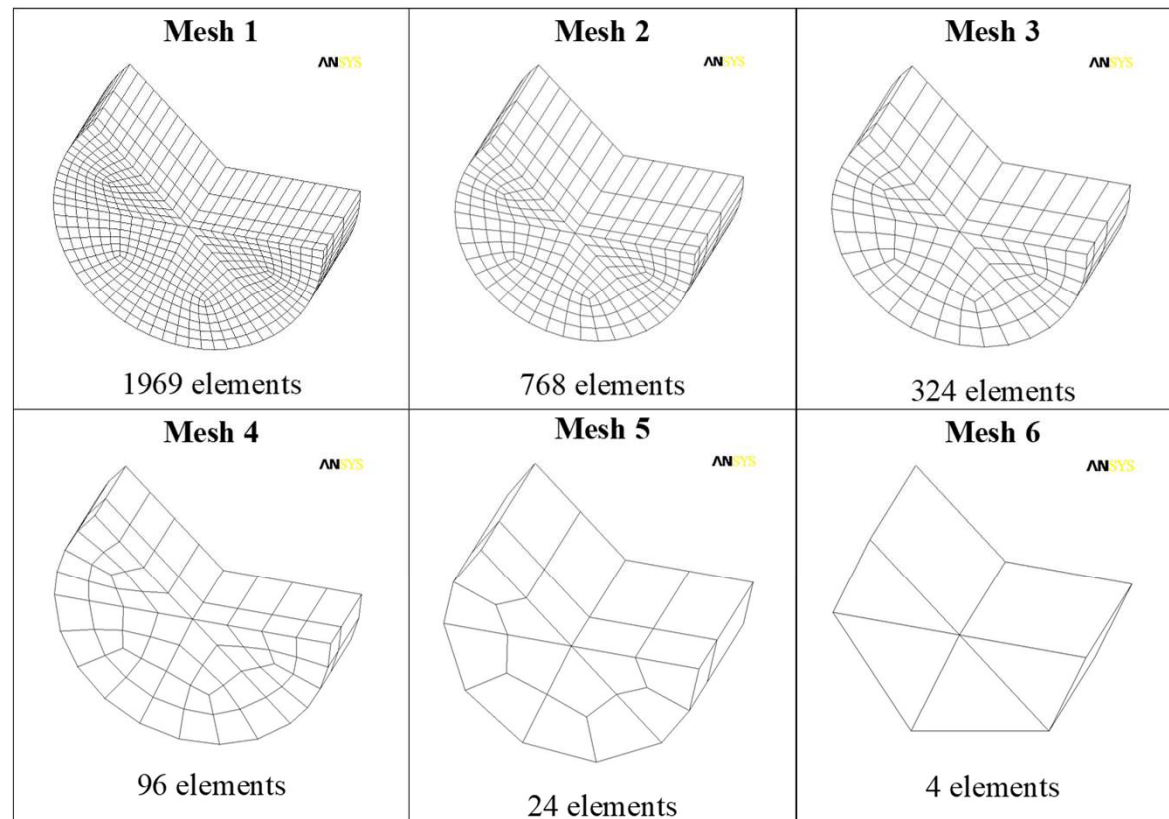 Mesh 1
ANSYS
1969 elements
Mesh 2
ANSYS
768 elements
Mesh 3
ANSYS
324 elements
Mesh 4
ANSYS
96 elements
Mesh 5
ANSYS
24 elements
Mesh 6
ANSYS
4 elements